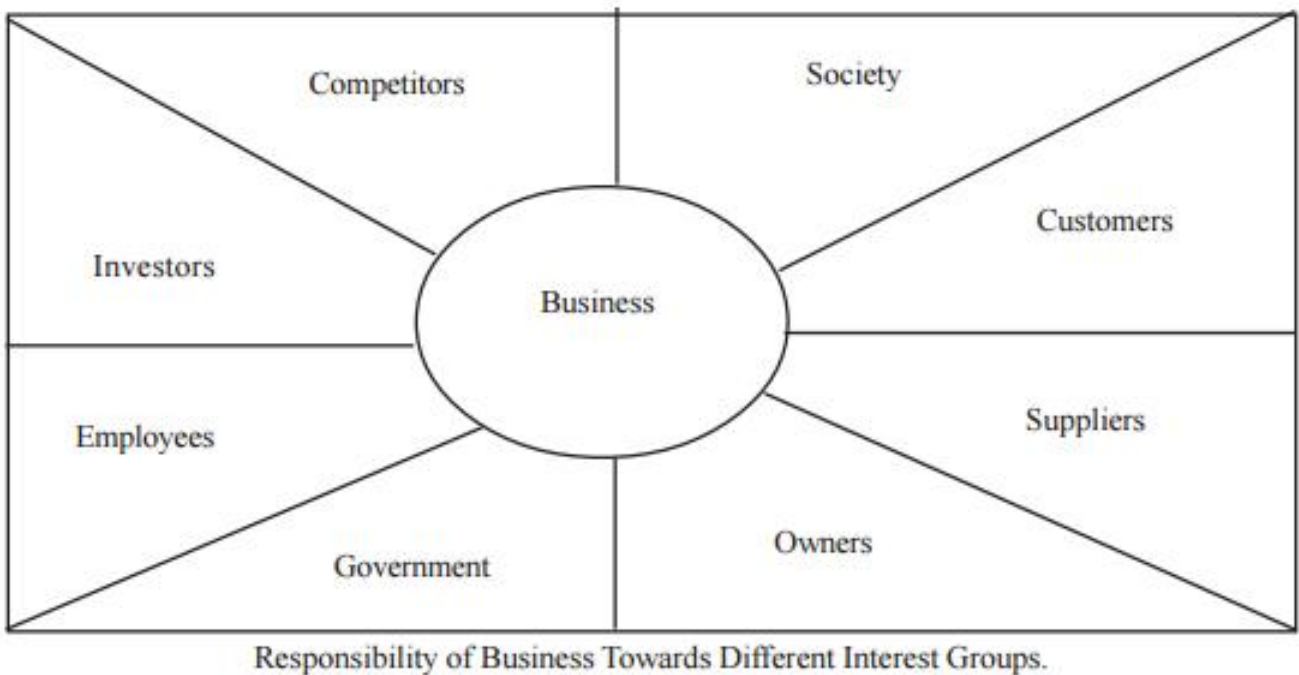 Competitors
Society
Customers
Investors
Business
Employees
Suppliers
Owners
Government
Responsibility of Business Towards Different Interest Groups.